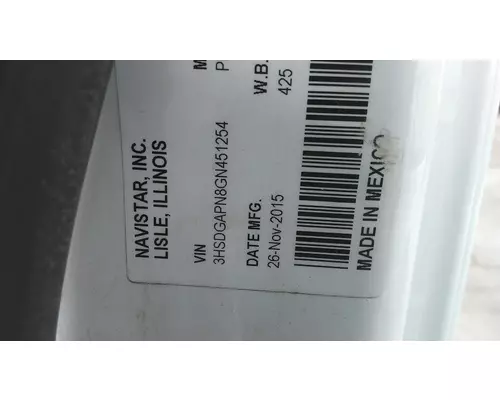 NAVISTAR, INC.
LISLE, ILLINOIS
VIN
3HSDGAPN8GN451254
DATE MFG.
26-Nov-2015
MADE IN MEXICO
W.B.
425